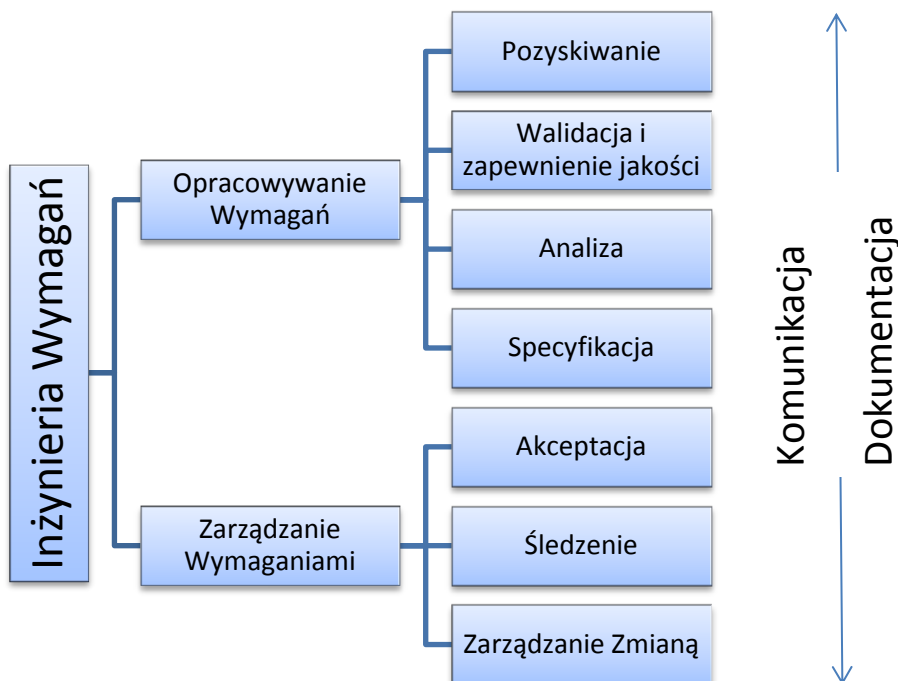 Inżynieria Wymagań
Opracowywanie
Wymagań
Pozyskiwanie
Walidacja i
zapewnienie jakości
Analiza
Specyfikacja
Zarządzanie
Wymaganiami
Akceptacja
Śledzenie
Zarządzanie Zmianą
Komunikacja
Dokumentacja